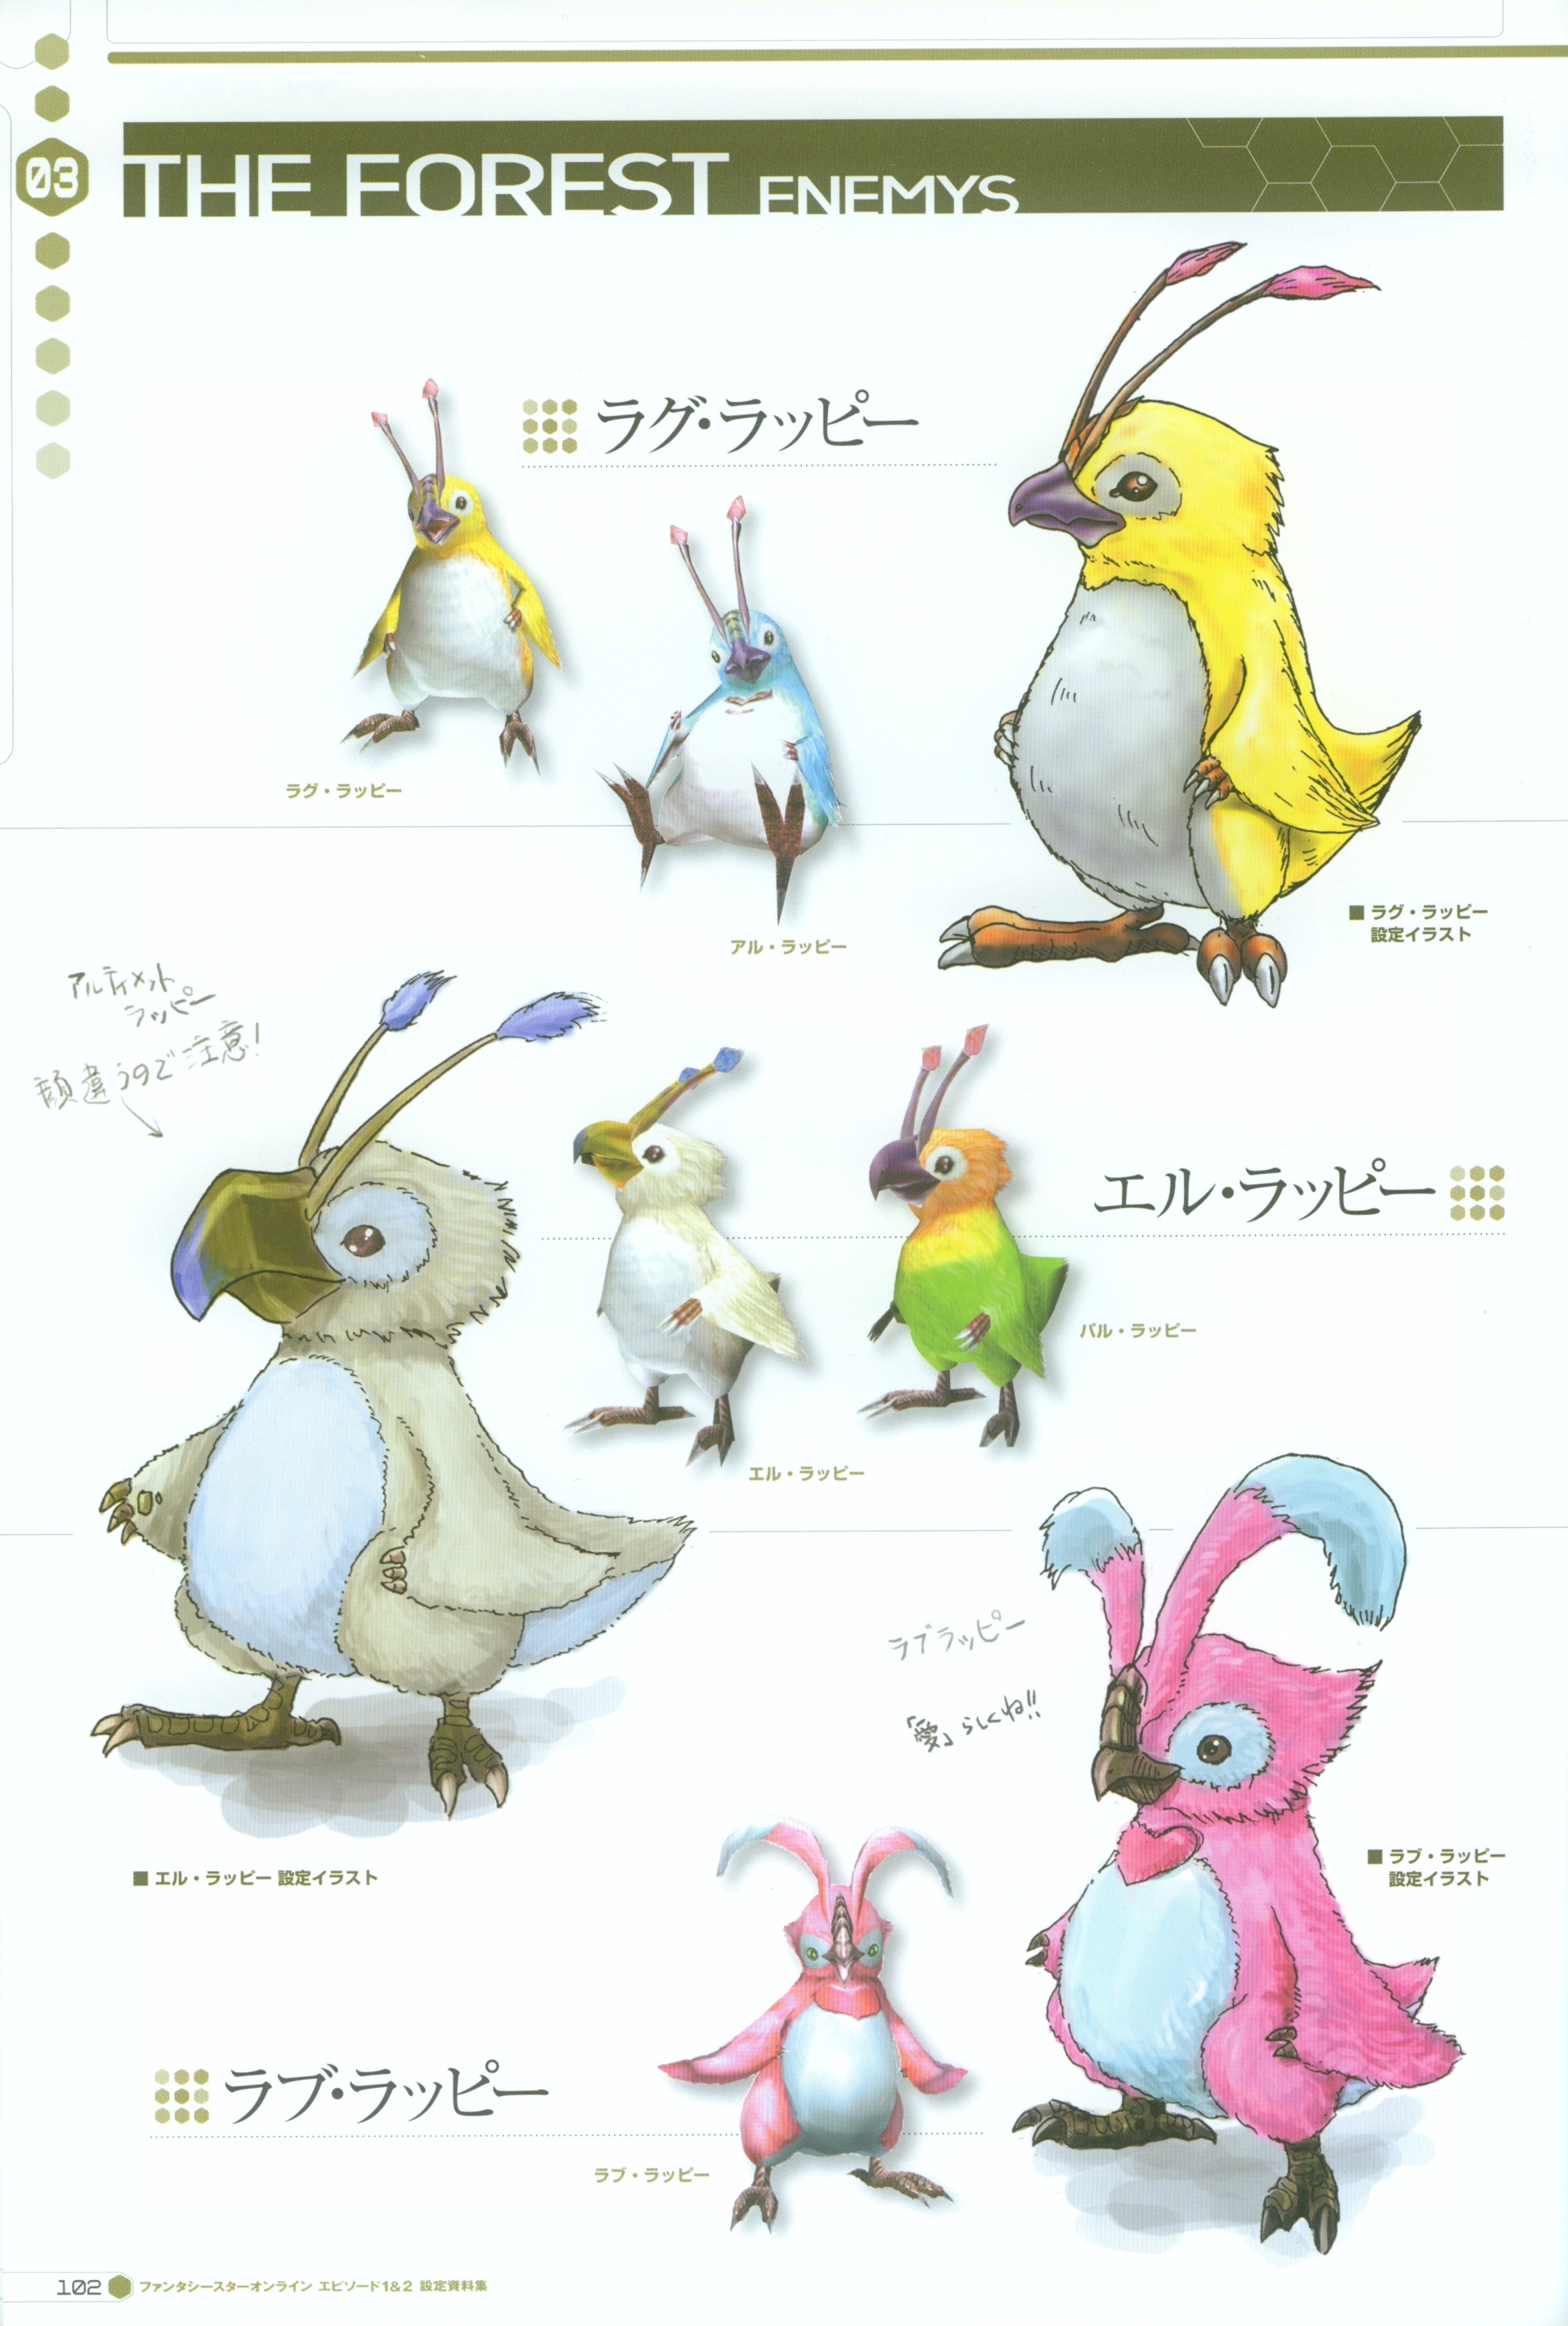 03
THE FOREST ENEMYS
ラグ・ラッピー
ラグ・ラッピー
アル・ラッピー
■ ラグ・ラッピー
設定イラスト
アルティメット
ラッピー
顔違うので注意!
エル・ラッピー
パル・ラッピー
エル・ラッピー
■ エル・ラッピー 設定イラスト
ラブラッピー
「愛」らしくね!!
■ ラブ・ラッピー
設定イラスト
ラブ・ラッピー
ラブ・ラッピー
102 ファンタシースターオンライン エピソード1&2 設定資料集